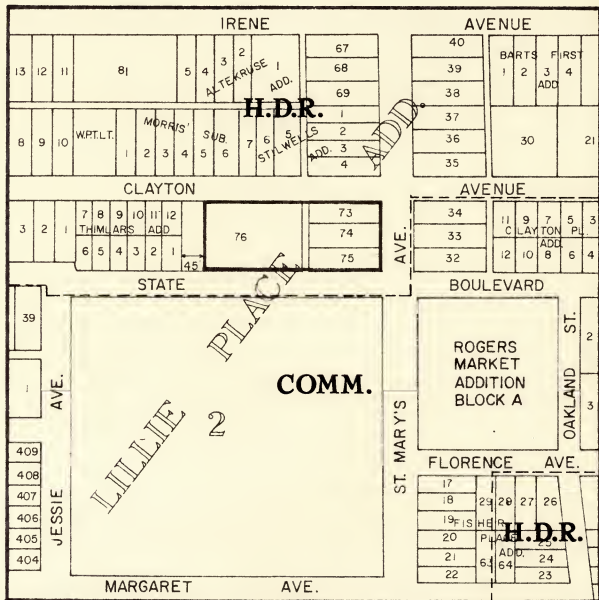 IRENE AVENUE
13 12 11 81 5 4 3 2 1
ALTEKRUSE ADD.
67
68
69
1
2
3
4
40
39
38
37
36
35
BARTS FIRST
1 2 3 4
ADD
30 21
H.D.R.
8 9 10 W.P.T.LT. 1 2 3 4 5 6 7 6 5
MORRIS' SUB.
STILWELLS ADD.
ADD.
CLAYTON AVENUE
3 2 1
7 8 9 10 11 12
THIMLARS ADD
6 5 4 3 2 1
45
76
73
74
75
AVE.
34
33
32
11 9 7 5 3
CLAYTON PL.
ADD.
12 10 8 6 4
STATE BOULEVARD
39
1
AVE.
JESSIE
409
408
407
406
405
404
LILLIE PLACE
2
COMM.
ST. MARY'S
ROGERS
MARKET
ADDITION
BLOCK A
OAKLAND ST.
2
3
FLORENCE AVE.
17
18
19
20
21
22
29 28 27 26
FISHER
PLACE
ADD.
63 64
25
24
23
H.D.R.
MARGARET AVE.